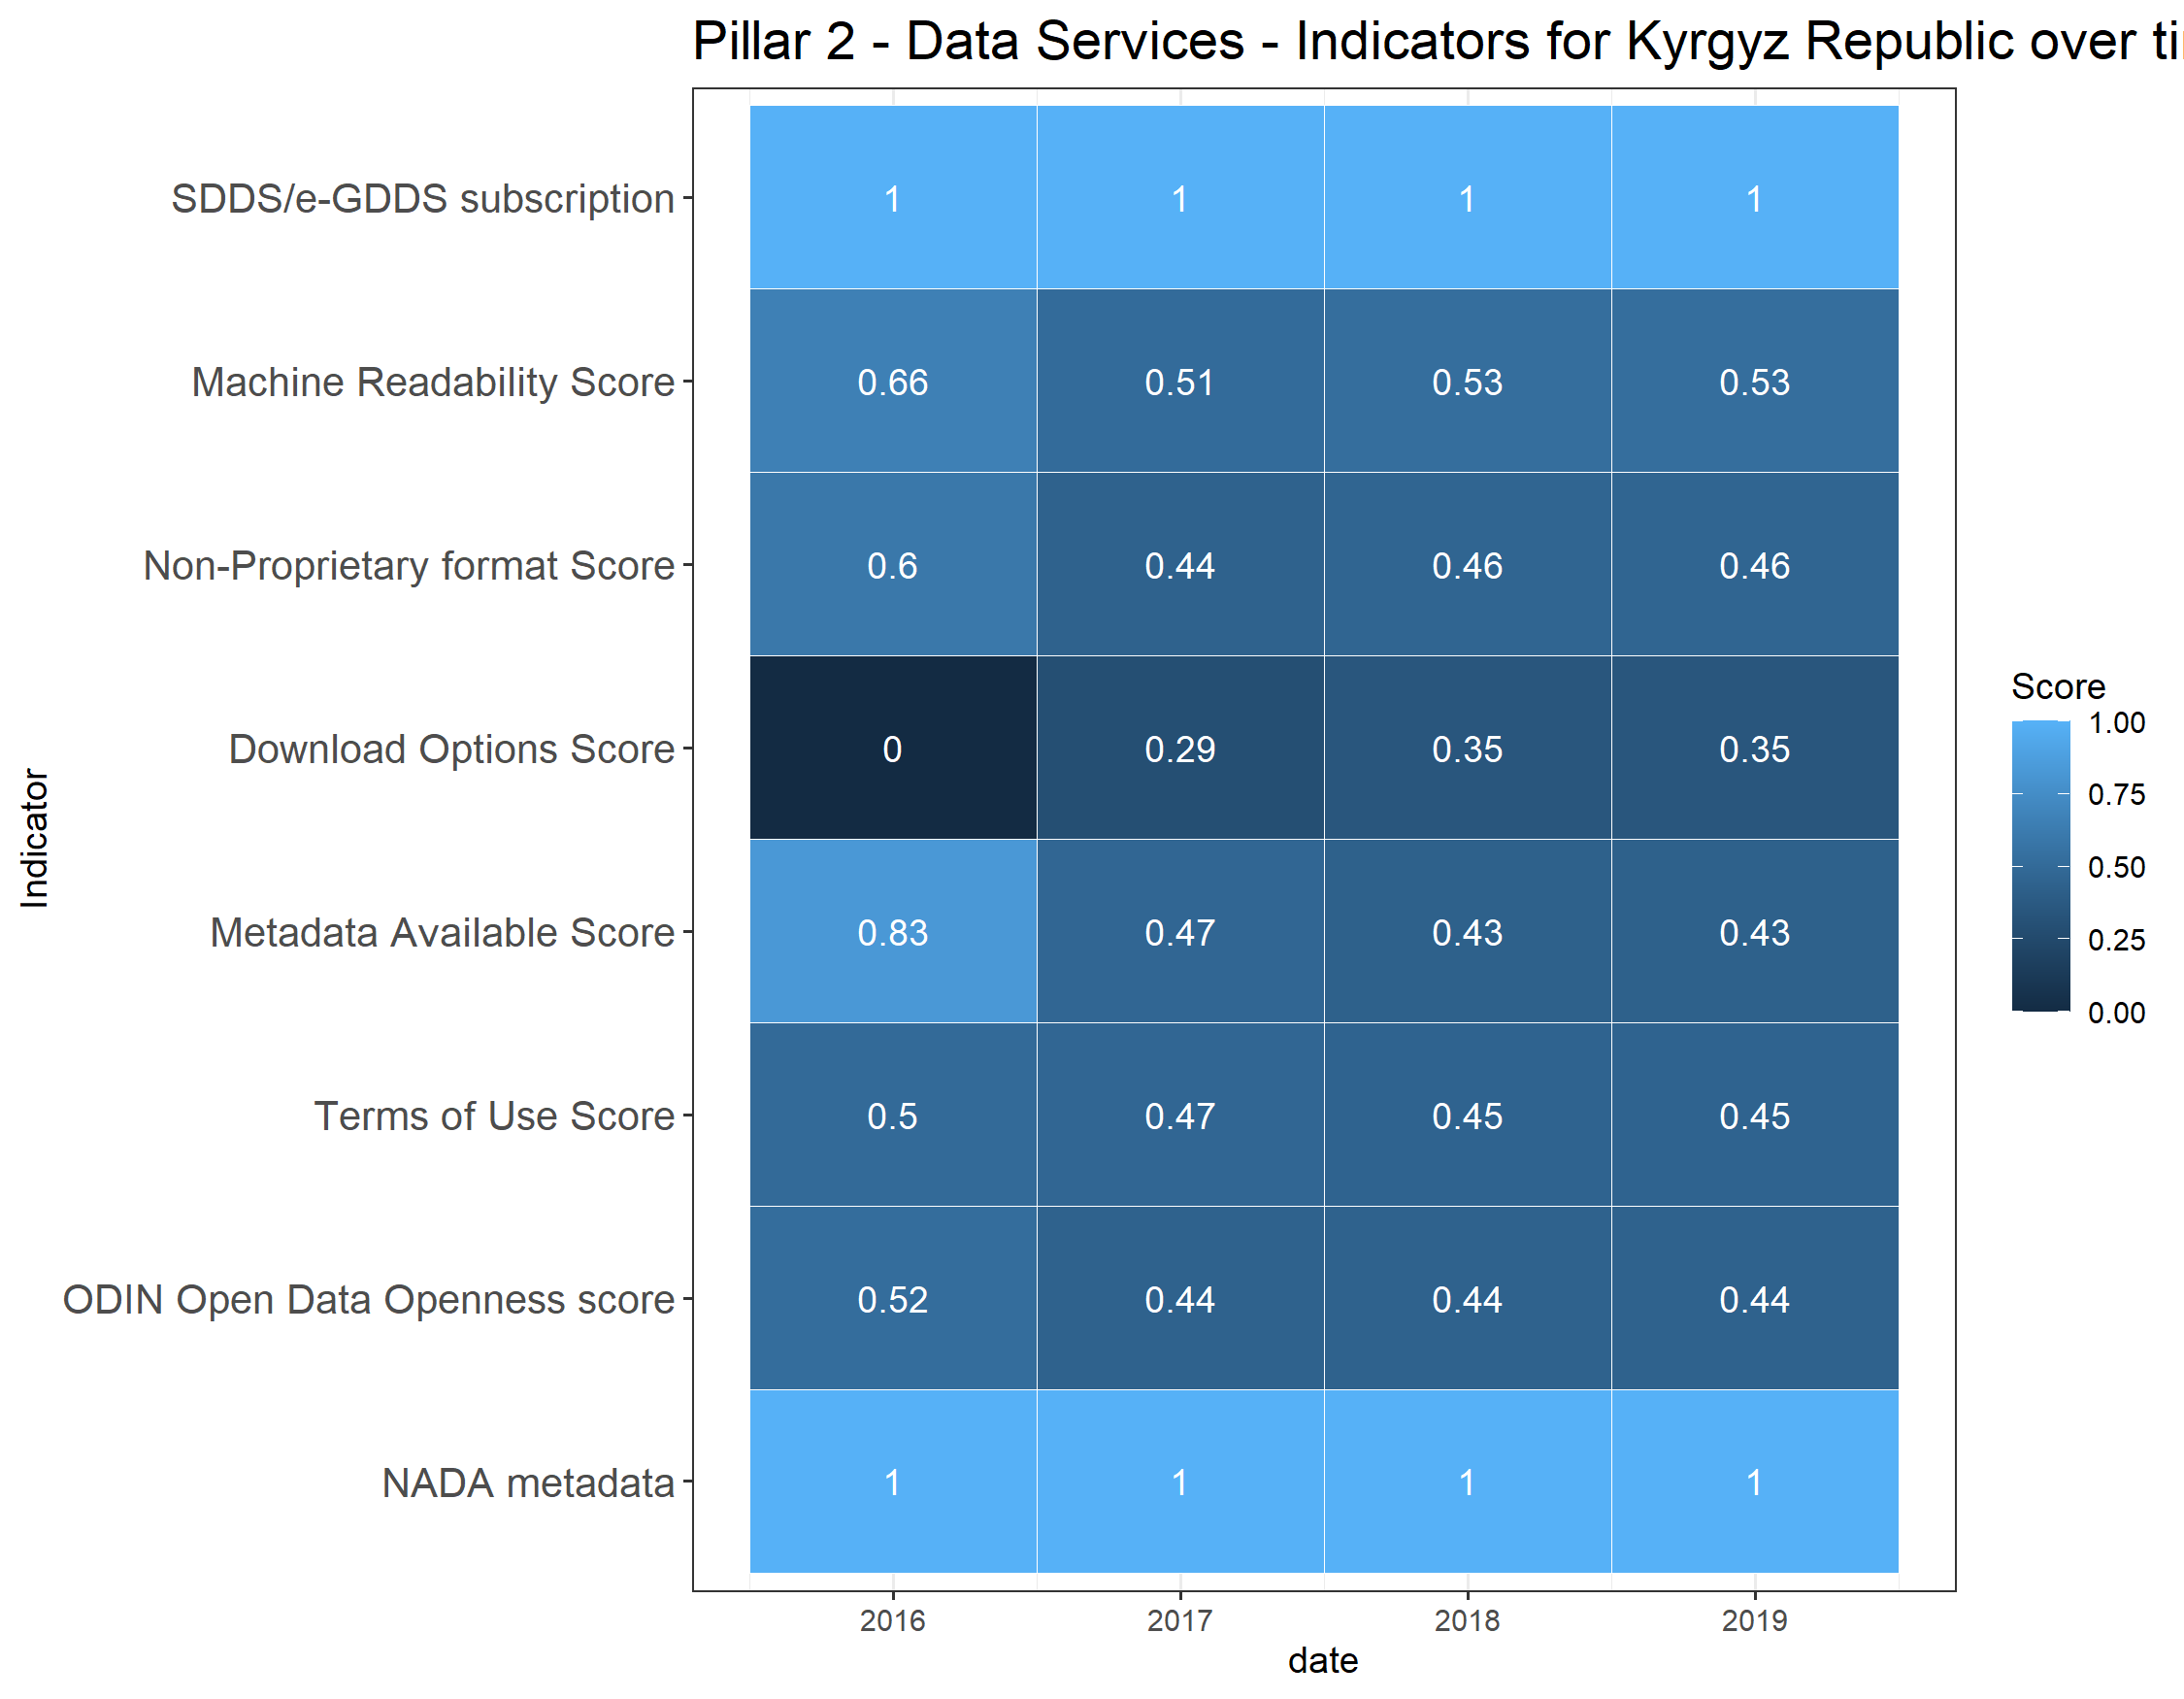 Pillar 2 - Data Services - Indicators for Kyrgyz Republic over
SDDS/e-GDDS subscription 1 1 1 1
Machine Readability Score 0.66 0.51 0.53 0.53
Non-Proprietary format Score 0.6 0.44 0.46 0.46
Download Options Score 0 0.29 0.35 0.35
Metadata Available Score 0.83 0.47 0.43 0.43
Terms of Use Score 0.5 0.47 0.45 0.45
ODIN Open Data Openness score 0.52 0.44 0.44 0.44
NADA metadata 1 1 1 1
Indicator
2016 2017 2018 2019
date
Score
1.00
0.75
0.50
0.25
0.00